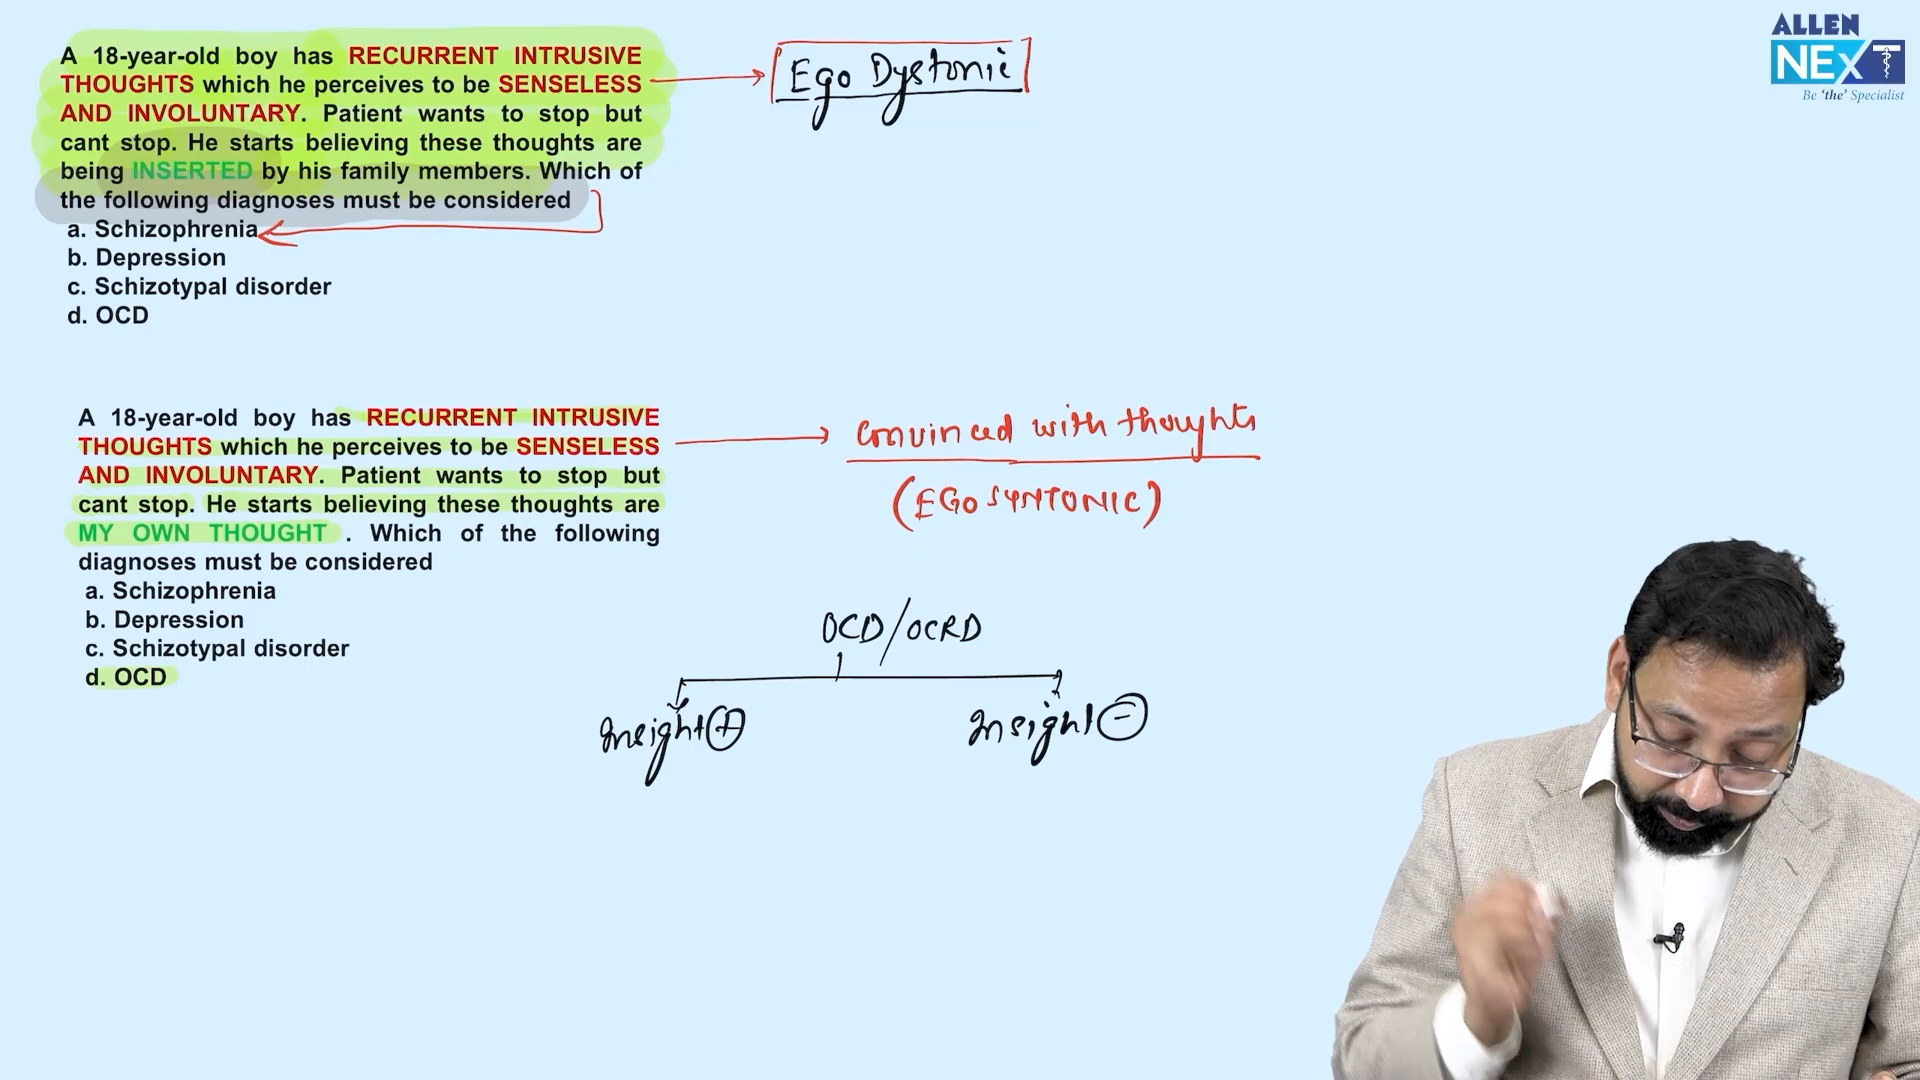 A 18-year-old boy has RECURRENT INTRUSIVE
THOUGHTS which he perceives to be SENSELESS
AND INVOLUNTARY. Patient wants to stop but
cant stop. He starts believing these thoughts are
being INSERTED by his family members. Which of
the following diagnoses must be considered
a. Schizophrenia
b. Depression
c. Schizotypal disorder
d. OCD
Ego Dystonic
ALLEN
NEXT
Be 'the' Specialist
A 18-year-old boy has RECURRENT INTRUSIVE
THOUGHTS which he perceives to be SENSELESS
AND INVOLUNTARY. Patient wants to stop but
cant stop. He starts believing these thoughts are
MY OWN THOUGHT . Which of the following
diagnoses must be considered
a. Schizophrenia
b. Depression
c. Schizotypal disorder
d. OCD
convinced with thoughts
(EGO SYNTONIC)
OCD/OCRD
Insight +
Insight -